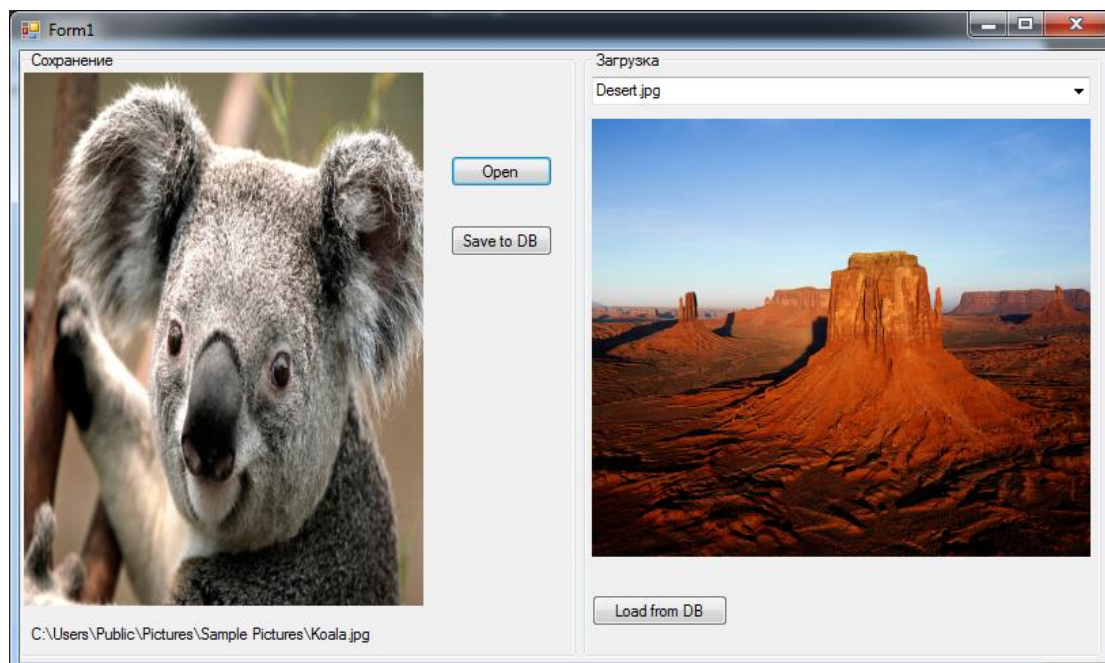 Form1
Сохранение
Open
Save to DB
C:\Users\Public\Pictures\Sample Pictures\Koala.jpg
Загрузка
Desert.jpg
Load from DB